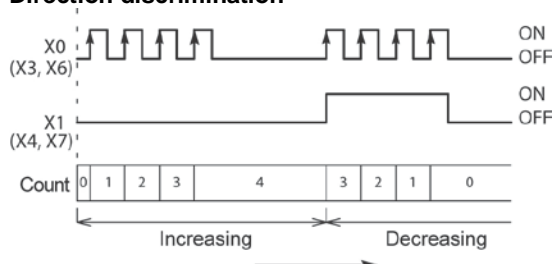 Direction discrimination
X0
(X3, X6)
ON
OFF
X1
(X4, X7)
ON
OFF
Count 0 1 2 3 4 3 2 1 0
Increasing Decreasing